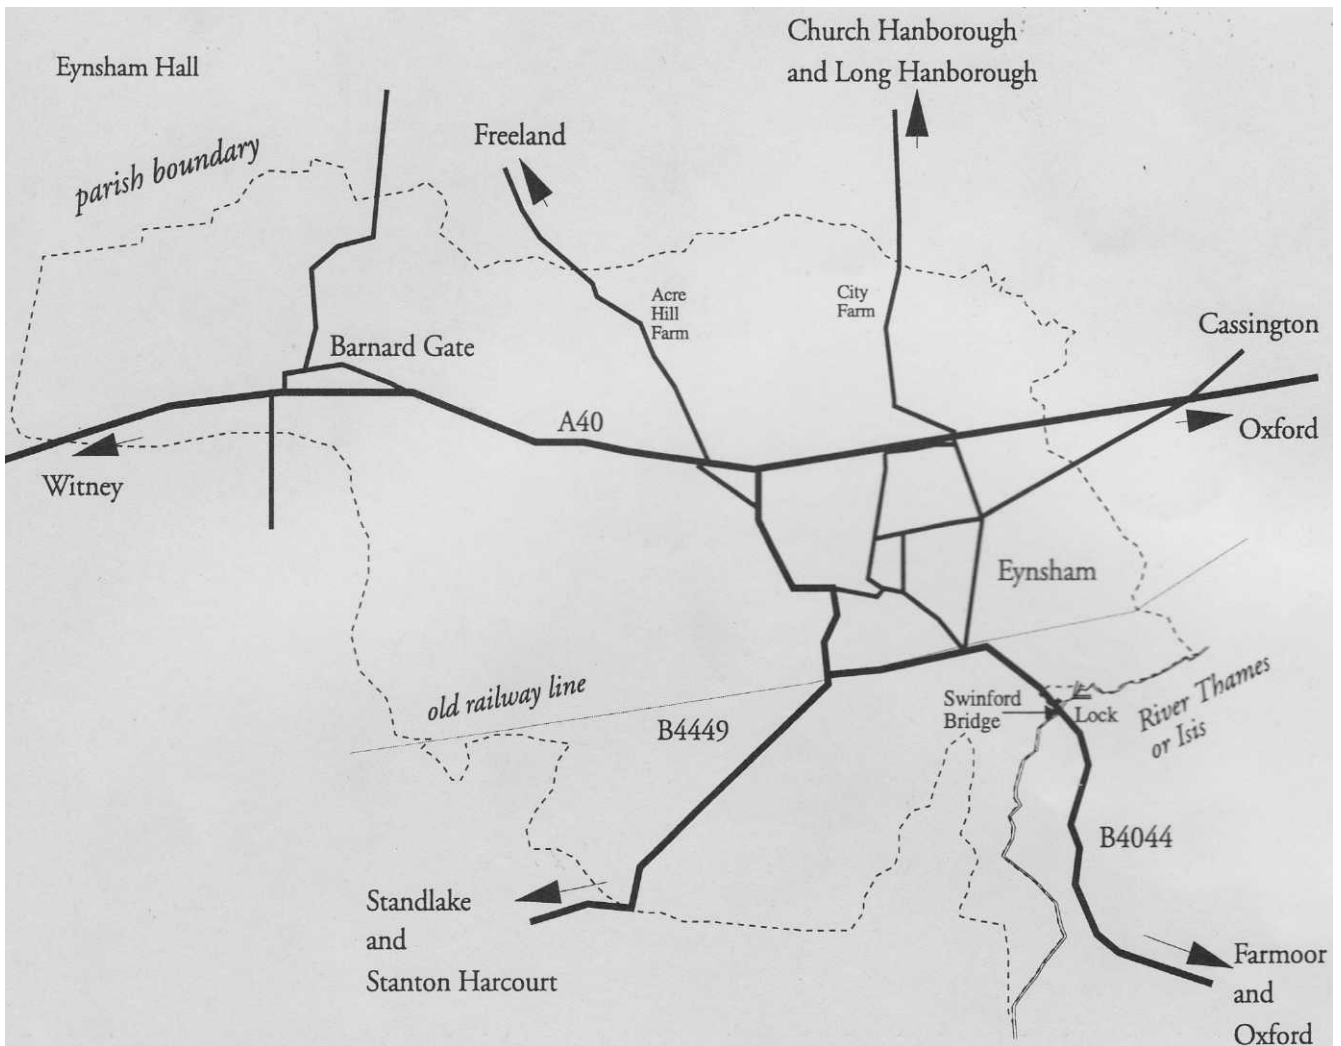 Church Hanborough
and Long Hanborough
Eynsham Hall
Freeland
parish boundary
Acre
Hill
Farm
City
Farm
Cassington
Barnard Gate
A40
Oxford
Witney
Eynsham
old railway line
B4449
Swinford
Bridge
Lock
River Thames
or Isis
B4044
Standlake
and
Stanton Harcourt
Farmoor
and
Oxford